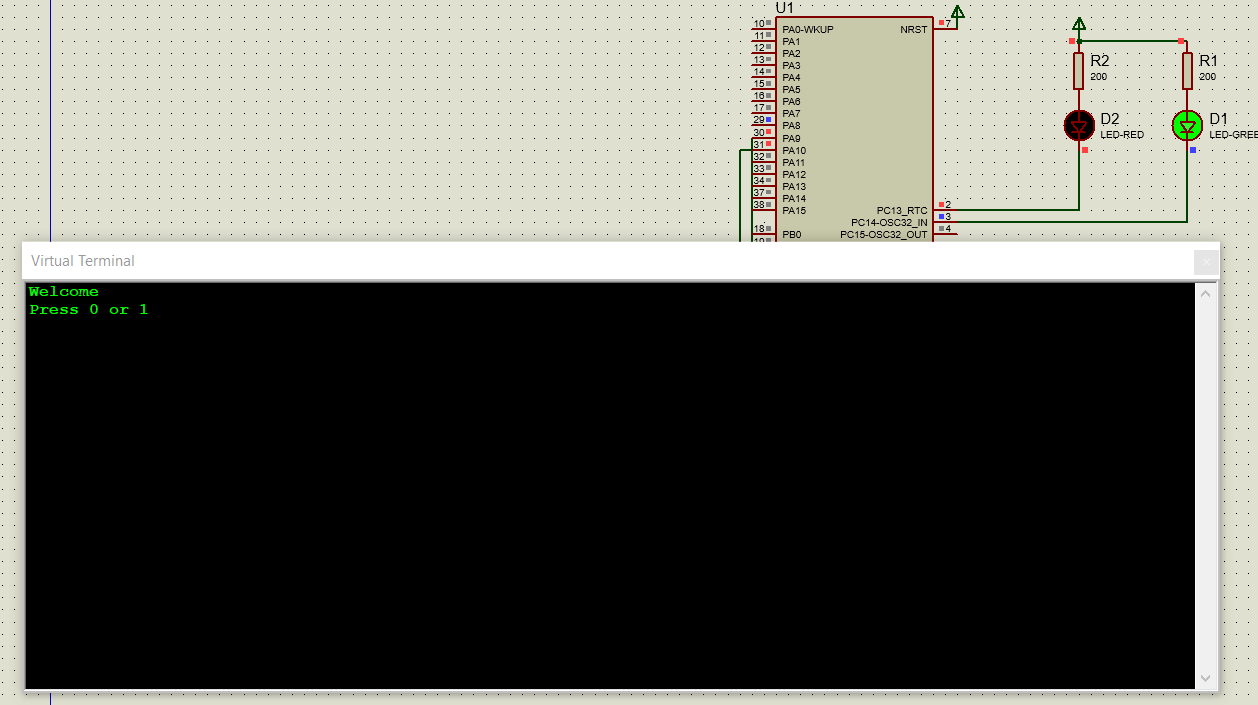 U1
10 PA0-WKUP NRST 7
11 PA1
12 PA2
13 PA3
14 PA4
15 PA5
16 PA6
17 PA7
29 PA8
30 PA9
31 PA10
32 PA11
33 PA12
34 PA13
37 PA14
38 PA15 PC13_RTC 2
PC14-OSC32_IN 3
18 PB0 PC15-OSC32_OUT 4
19
R2
200
R1
200
D2
LED-RED
D1
LED-GREE
Virtual Terminal
Welcome
Press 0 or 1